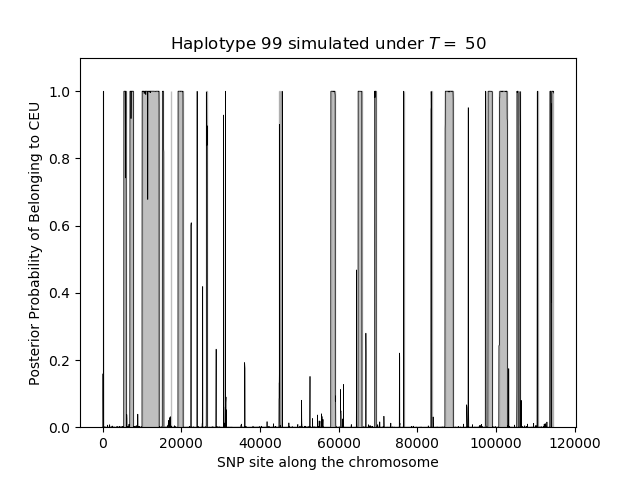 Haplotype 99 simulated under T = 50
Posterior Probability of Belonging to CEU
1.0
0.8
0.6
0.4
0.2
0.0
0 20000 40000 60000 80000 100000 120000
SNP site along the chromosome